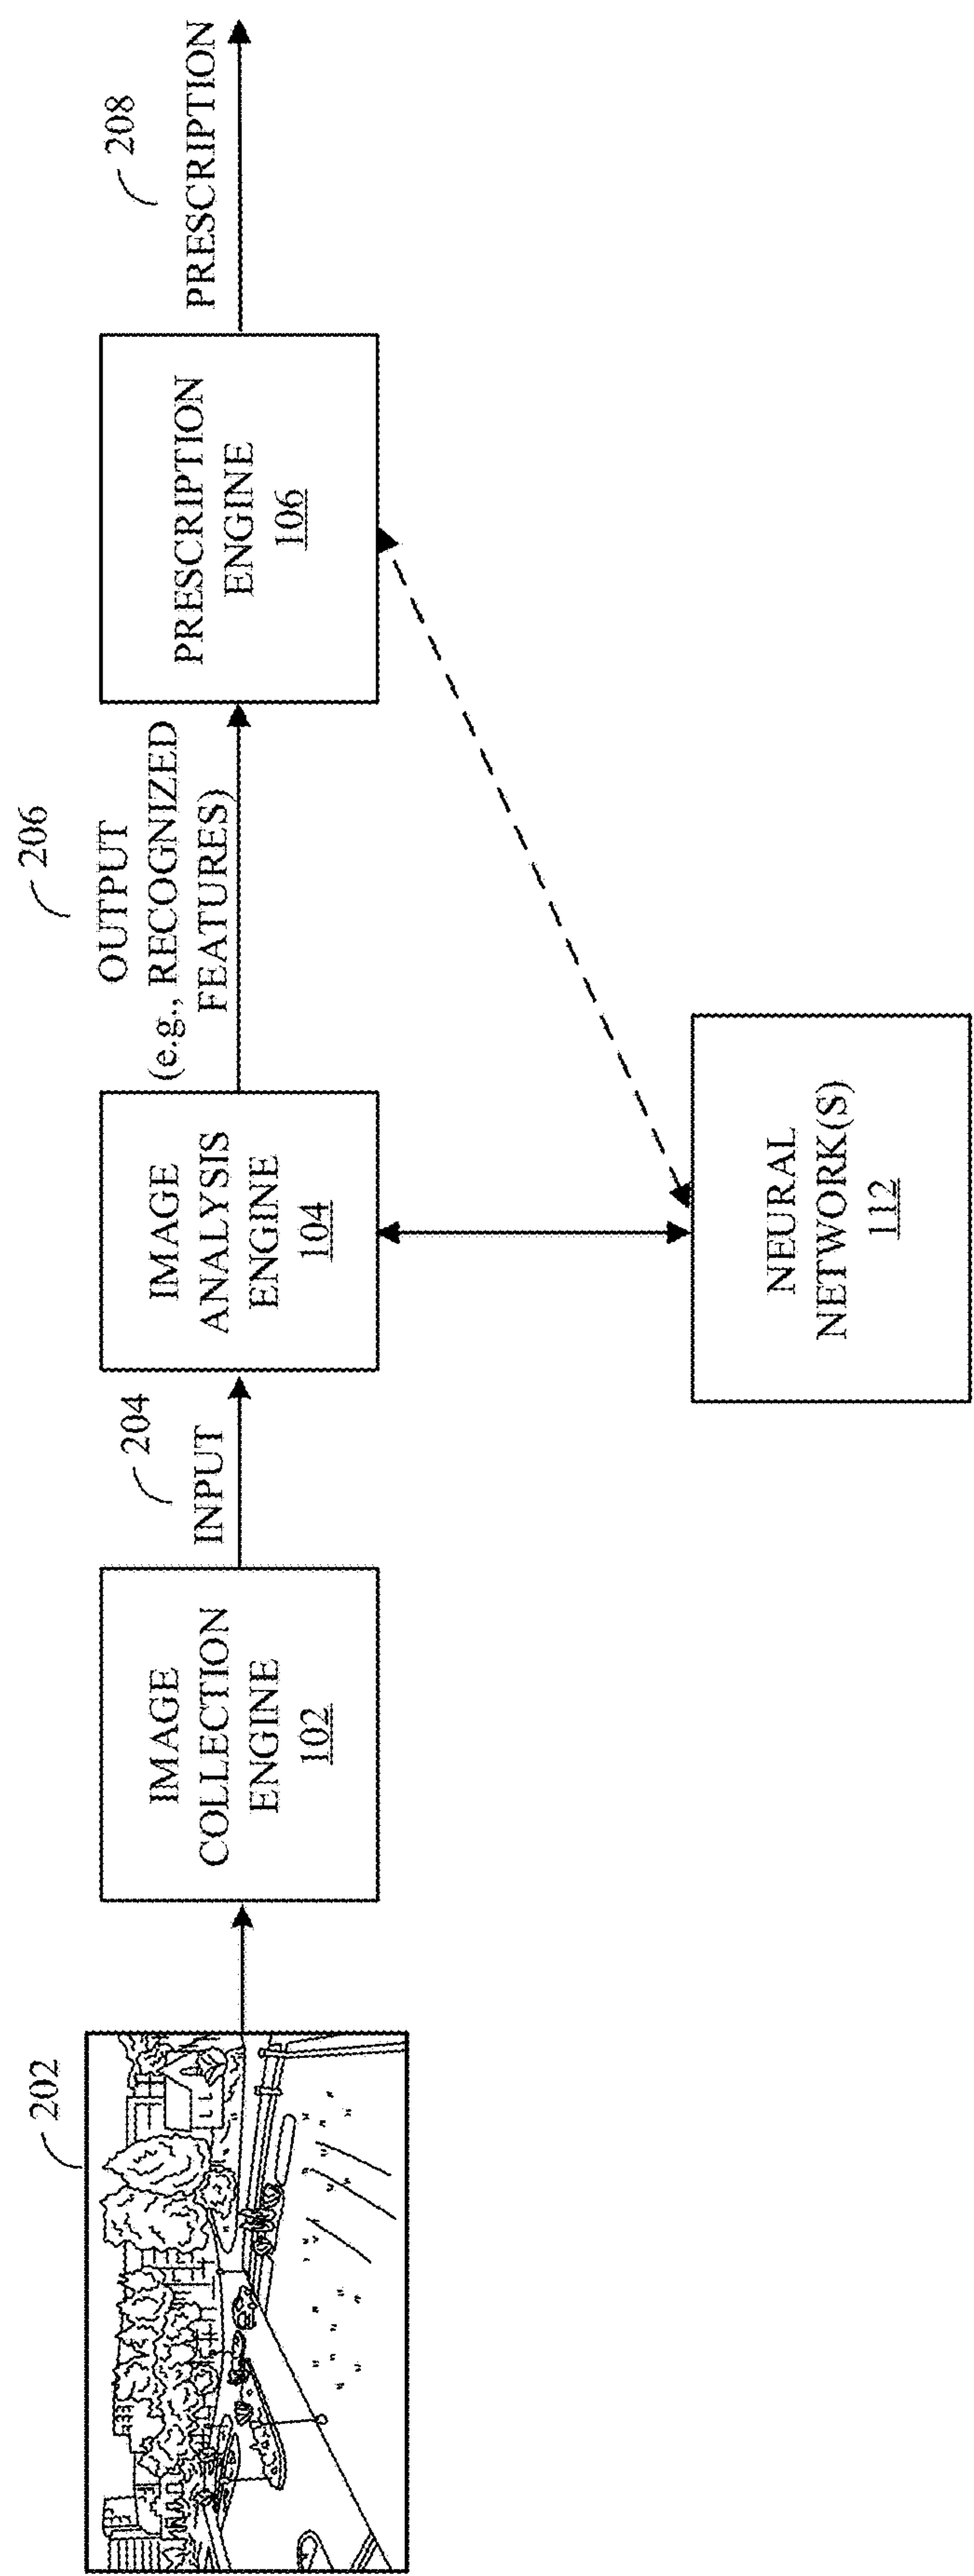 202
IMAGE
COLLECTION
ENGINE
102
204
INPUT
IMAGE
ANALYSIS
ENGINE
104
206
OUTPUT
(e.g., RECOGNIZED
FEATURES)
PRESCRIPTION
ENGINE
106
208
PRESCRIPTION
NEURAL
NETWORK(S)
112